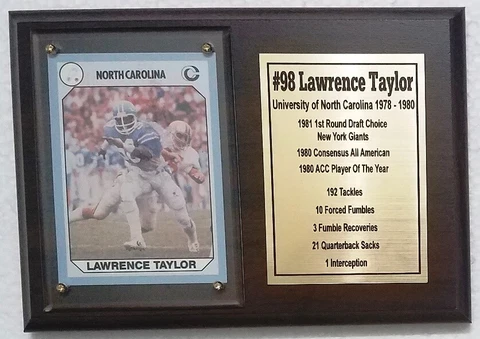 NORTH CAROLINA
LAWRENCE TAYLOR
#98 Lawrence Taylor
University of North Carolina 1978 - 1980
1981 1st Round Draft Choice
New York Giants
1980 Consensus All American
1980 ACC Player Of The Year
192 Tackles
10 Forced Fumbles
3 Fumble Recoveries
21 Quarterback Sacks
1 Interception